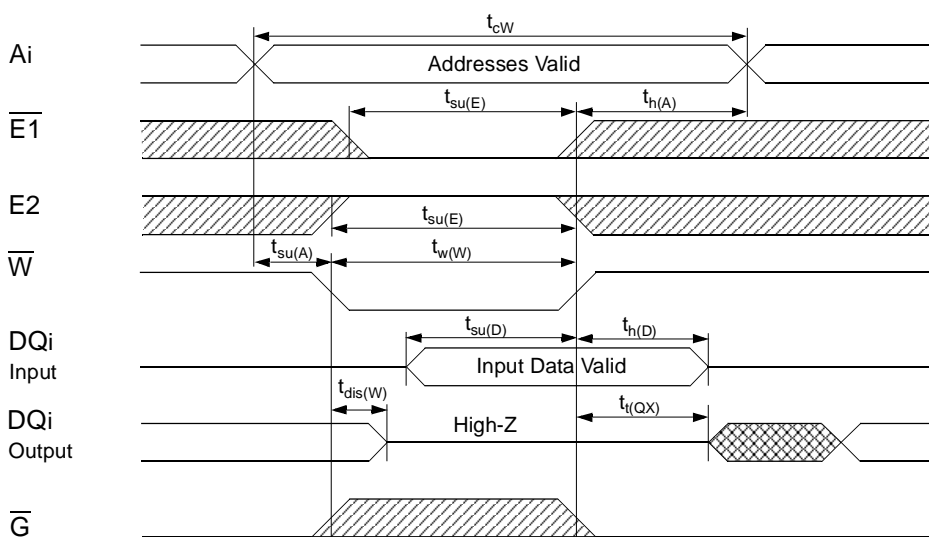 t_cW
Ai
Addresses Valid
t_su(E)
t_h(A)
E1
E2
t_su(E)
t_su(A)
t_w(W)
W
DQi
t_su(D)
t_h(D)
Input
Input Data Valid
t_dis(W)
DQi
High-Z
t_t(QX)
Output
G